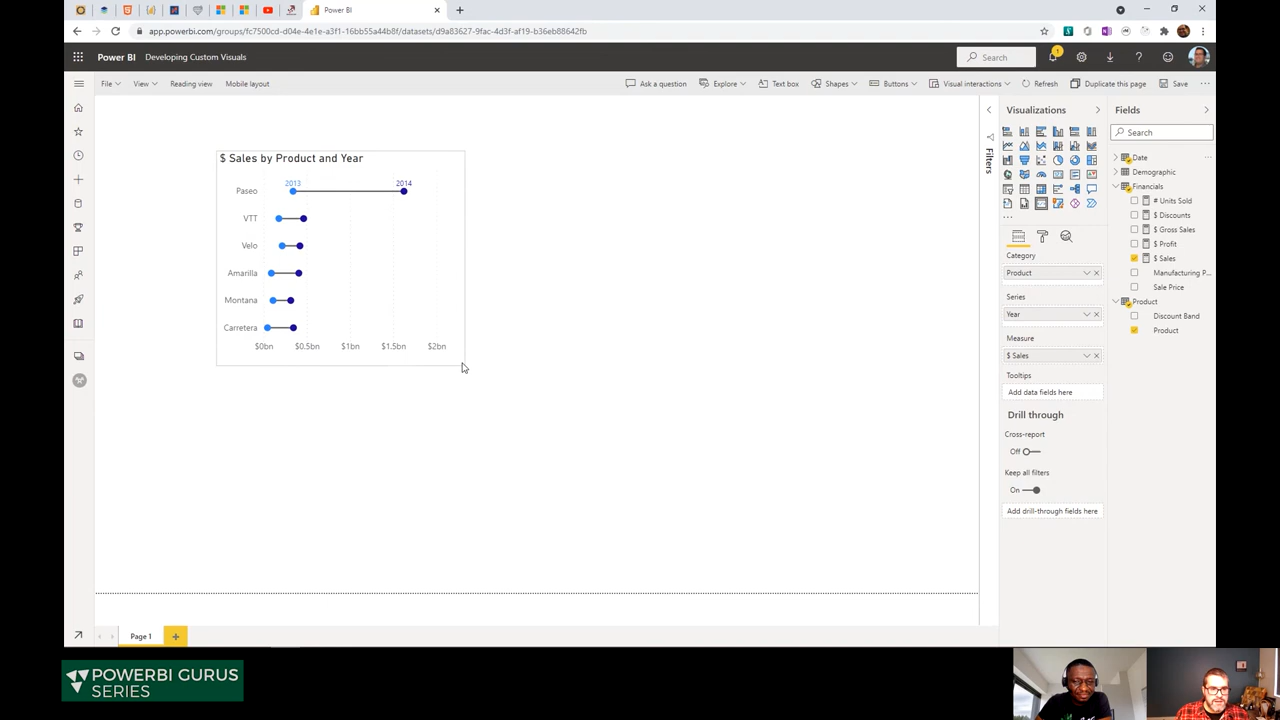 Power BI
app.powerbi.com/groups/fc7500cd-d04e-4e1e-a3f1-16bb55a44b8f/datasets/d9a83627-9fac-4d3f-af19-b36eb88642fb
Power BI Developing Custom Visuals
Search
1
File View Reading view Mobile layout
Ask a question Explore Text box Shapes Buttons Visual interactions Refresh Duplicate this page Save
$ Sales by Product and Year
2013 2014
Paseo
VTT
Velo
Amarilla
Montana
Carretera
$0bn $0.5bn $1bn $1.5bn $2bn
Filters
Visualizations
Category
Product
Series
Year
Measure
$ Sales
Tooltips
Add data fields here
Drill through
Cross-report
Off
Keep all filters
On
Add drill-through fields here
Fields
Search
Date
Demographic
Financials
# Units Sold
$ Discounts
$ Gross Sales
$ Profit
$ Sales
Manufacturing P...
Sale Price
Product
Discount Band
Product
Page 1
POWERBI GURUS
SERIES